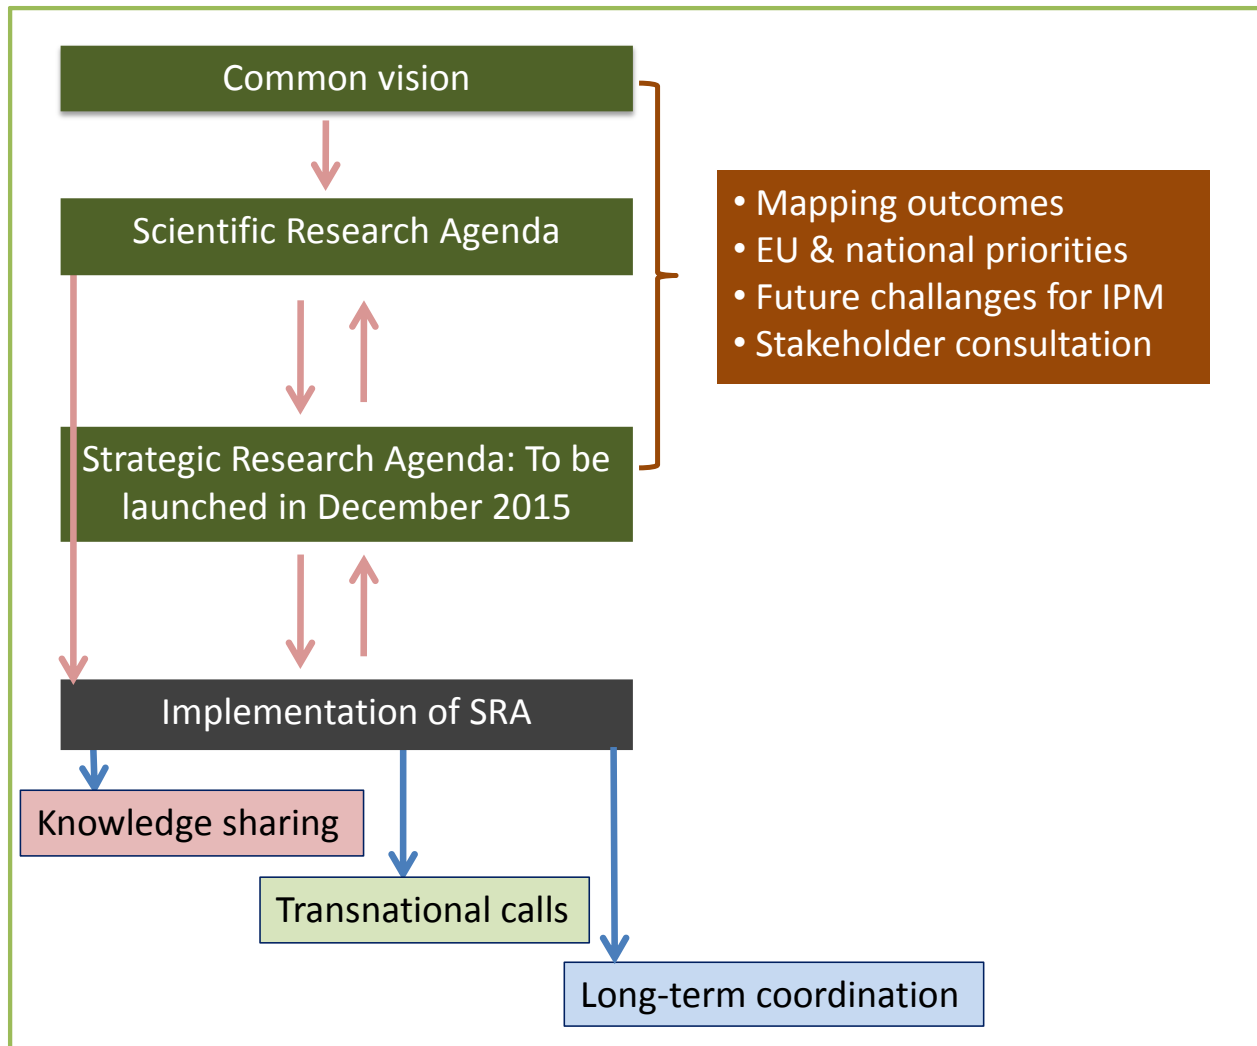 Common vision
Scientific Research Agenda
• Mapping outcomes
• EU & national priorities
• Future challanges for IPM
• Stakeholder consultation
Strategic Research Agenda: To be
launched in December 2015
Implementation of SRA
Knowledge sharing
Transnational calls
Long-term coordination